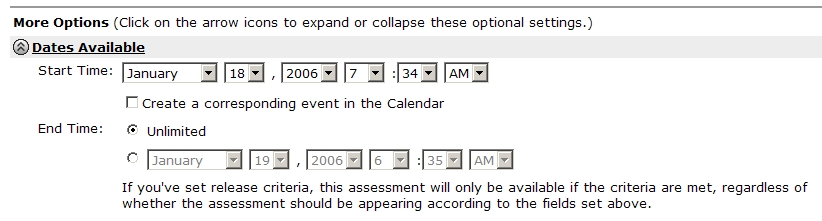 More Options (Click on the arrow icons to expand or collapse these optional settings.)
Dates Available
Start Time: January 18 , 2006 7 : 34 AM
Create a corresponding event in the Calendar
End Time: Unlimited
January 19 , 2006 6 : 35 AM
If you've set release criteria, this assessment will only be available if the criteria are met, regardless of
whether the assessment should be appearing according to the fields set above.